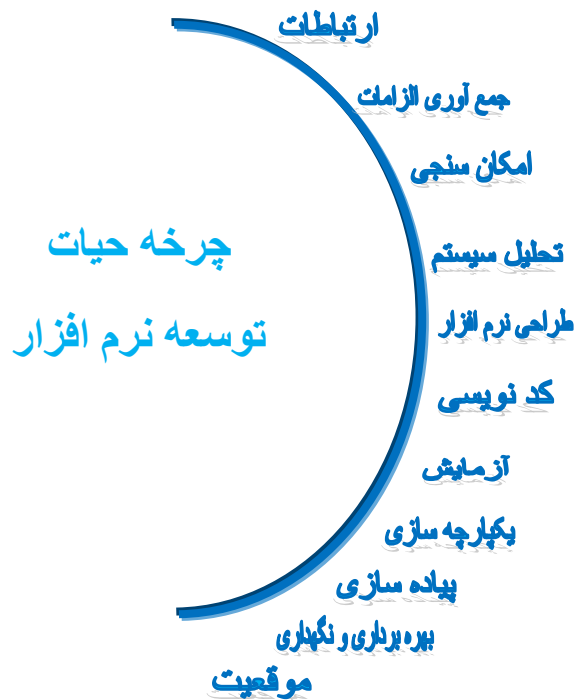 ارتباطات
جمع آوری الزامات
امکان سنجی
چرخه حیات
توسعه نرم افزار
تحلیل سیستم
طراحی نرم افزار
کد نویسی
آزمایش
یکپارچه سازی
پیاده سازی
بهره برداری و نگهداری
موقعیت